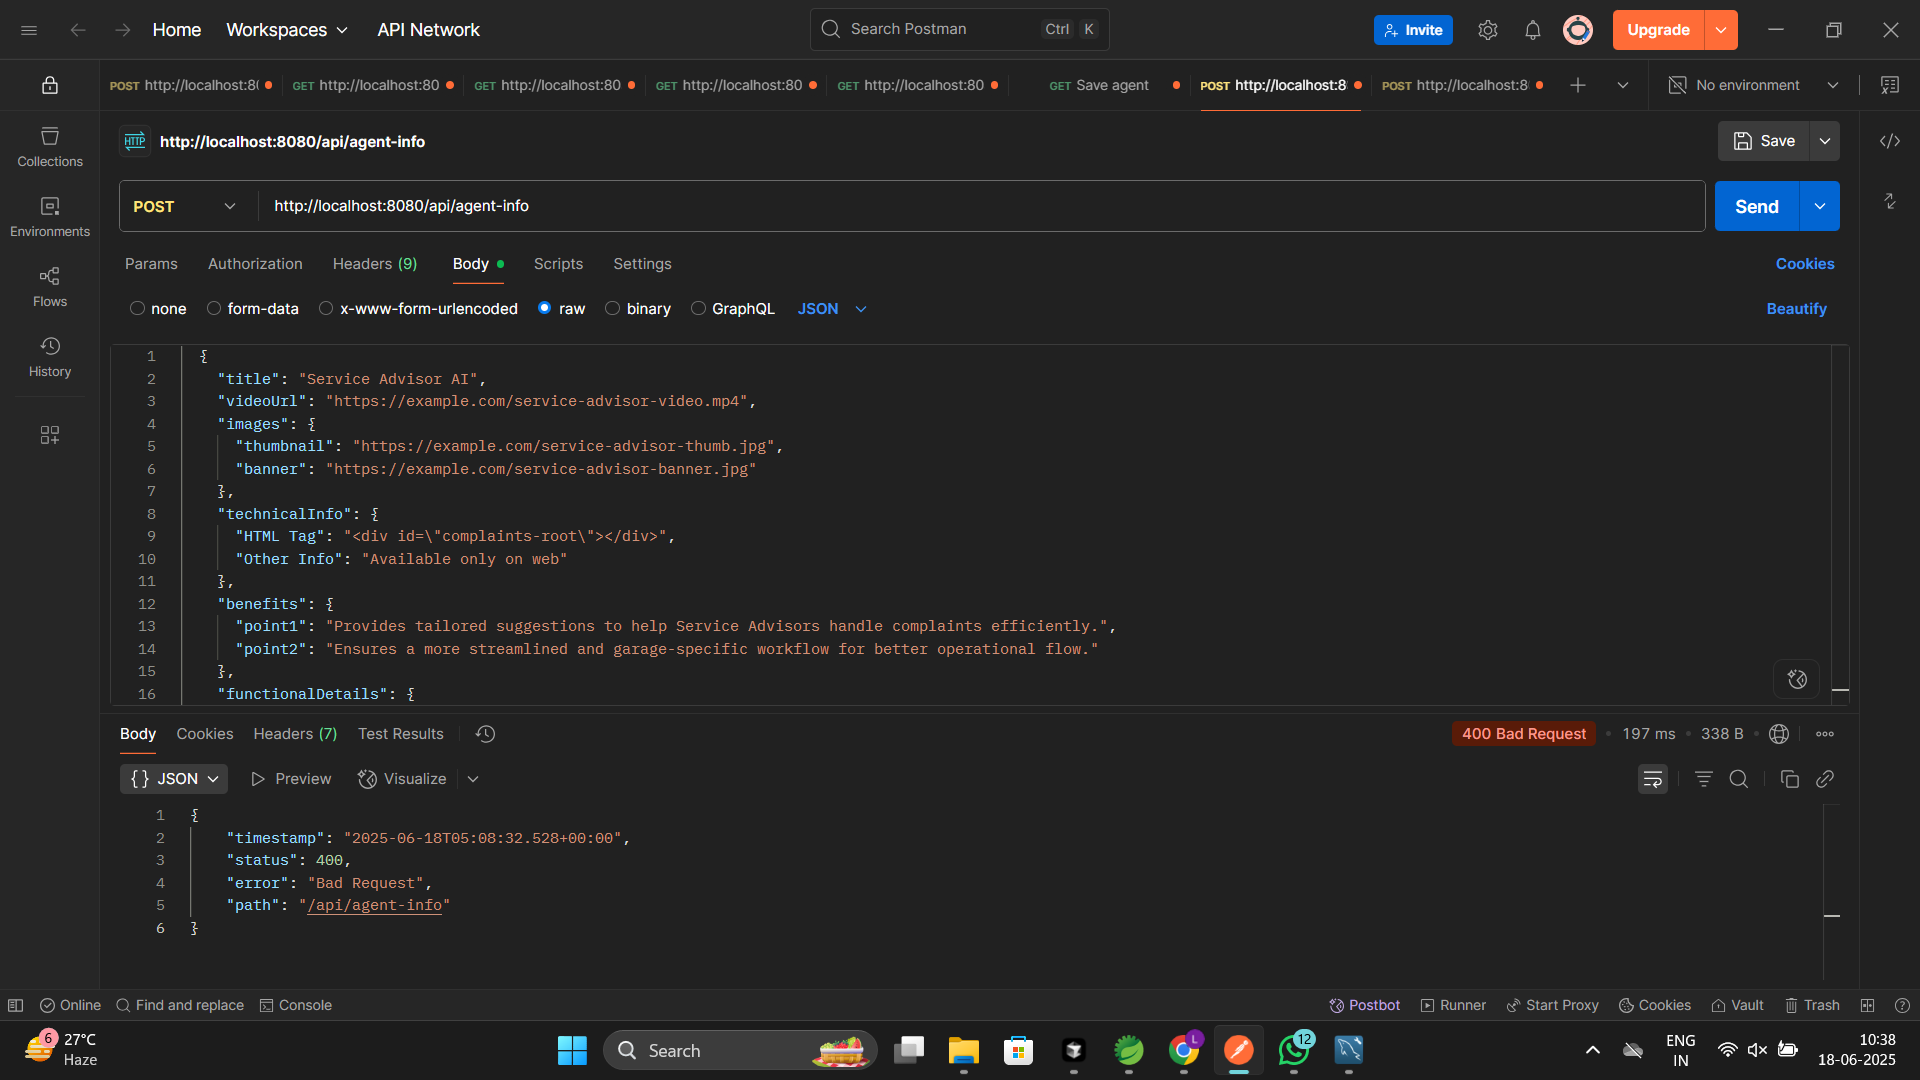 Home Workspaces API Network Search Postman Ctrl K Invite Upgrade
POST http://localhost:80 GET http://localhost:80 GET http://localhost:80 GET http://localhost:80 GET http://localhost:80 GET Save agent POST http://localhost:8 POST http://localhost:8 No environment
Collections
Environments
Flows
History
HTTP http://localhost:8080/api/agent-info Save
POST http://localhost:8080/api/agent-info Send
Params Authorization Headers (9) Body Scripts Settings Cookies
none form-data x-www-form-urlencoded raw binary GraphQL JSON Beautify
1 {
2 "title": "Service Advisor AI",
3 "videoUrl": "https://example.com/service-advisor-video.mp4",
4 "images": {
5 "thumbnail": "https://example.com/service-advisor-thumb.jpg",
6 "banner": "https://example.com/service-advisor-banner.jpg"
7 },
8 "technicalInfo": {
9 "HTML Tag": "<div id=\"complaints-root\"></div>",
10 "Other Info": "Available only on web"
11 },
12 "benefits": {
13 "point1": "Provides tailored suggestions to help Service Advisors handle complaints efficiently.",
14 "point2": "Ensures a more streamlined and garage-specific workflow for better operational flow."
15 },
16 "functionalDetails": {
Body Cookies Headers (7) Test Results 400 Bad Request 197 ms 338 B
{} JSON Preview Visualize
1 {
2 "timestamp": "2025-06-18T05:08:32.528+00:00",
3 "status": 400,
4 "error": "Bad Request",
5 "path": "/api/agent-info"
6 }
Online Find and replace Console Postbot Runner Start Proxy Cookies Vault Trash
6 27°C
Haze
Search
L
12
ENG
IN
10:38
18-06-2025